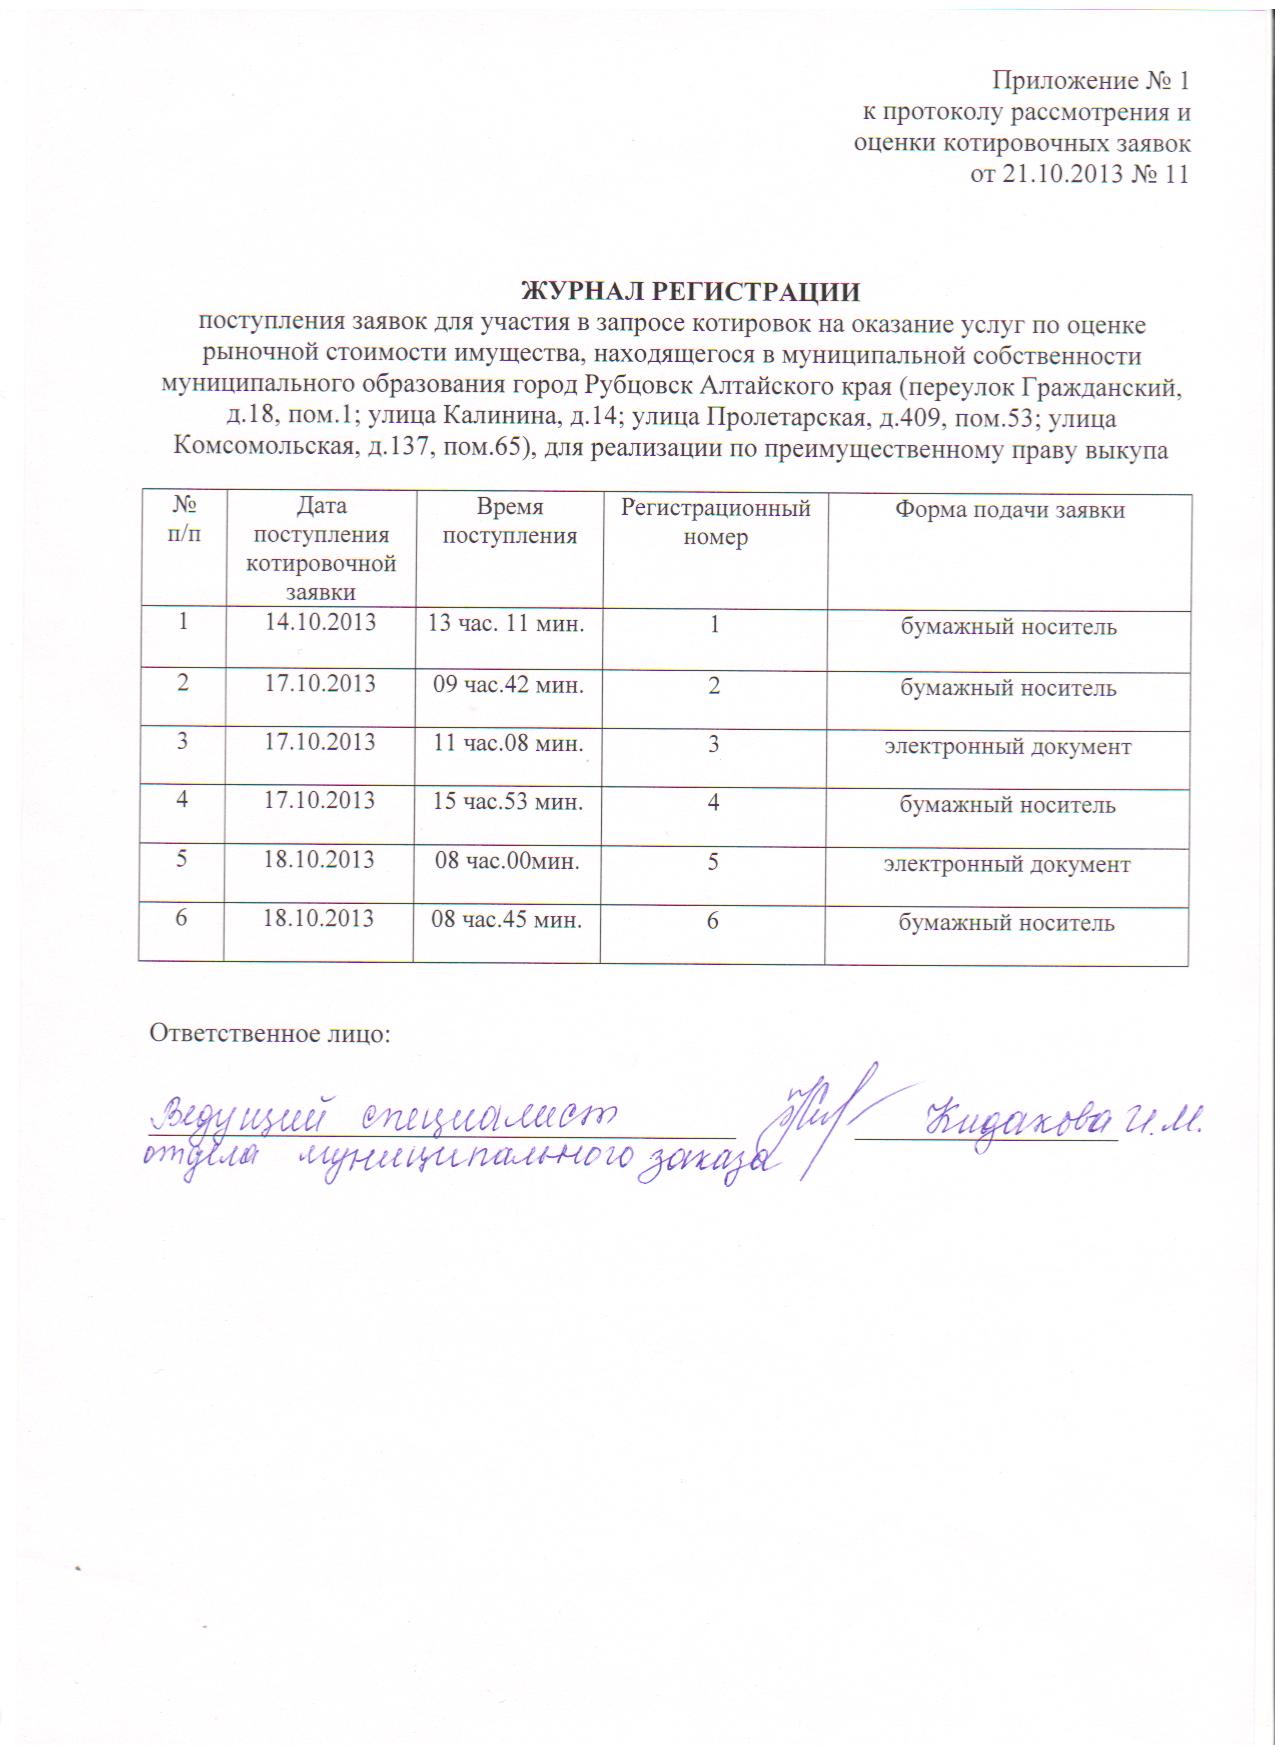 Приложение № 1
к протоколу рассмотрения и
оценки котировочных заявок
от 21.10.2013 № 11
ЖУРНАЛ РЕГИСТРАЦИИ
поступления заявок для участия в запросе котировок на оказание услуг по оценке
рыночной стоимости имущества, находящегося в муниципальной собственности
муниципального образования город Рубцовск Алтайского края (переулок Гражданский,
д.18, пом.1; улица Калинина, д.14; улица Пролетарская, д.409, пом.53; улица
Комсомольская, д.137, пом.65), для реализации по преимущественному праву выкупа
№ п/п Дата поступления котировочной заявки Время поступления Регистрационный номер Форма подачи заявки
1 14.10.2013 13 час. 11 мин. 1 бумажный носитель
2 17.10.2013 09 час.42 мин. 2 бумажный носитель
3 17.10.2013 11 час.08 мин. 3 электронный документ
4 17.10.2013 15 час.53 мин. 4 бумажный носитель
5 18.10.2013 08 час.00мин. 5 электронный документ
6 18.10.2013 08 час.45 мин. 6 бумажный носитель
Ответственное лицо:
Ведущий специалист Кидакова И.М.
отдела муниципального заказа